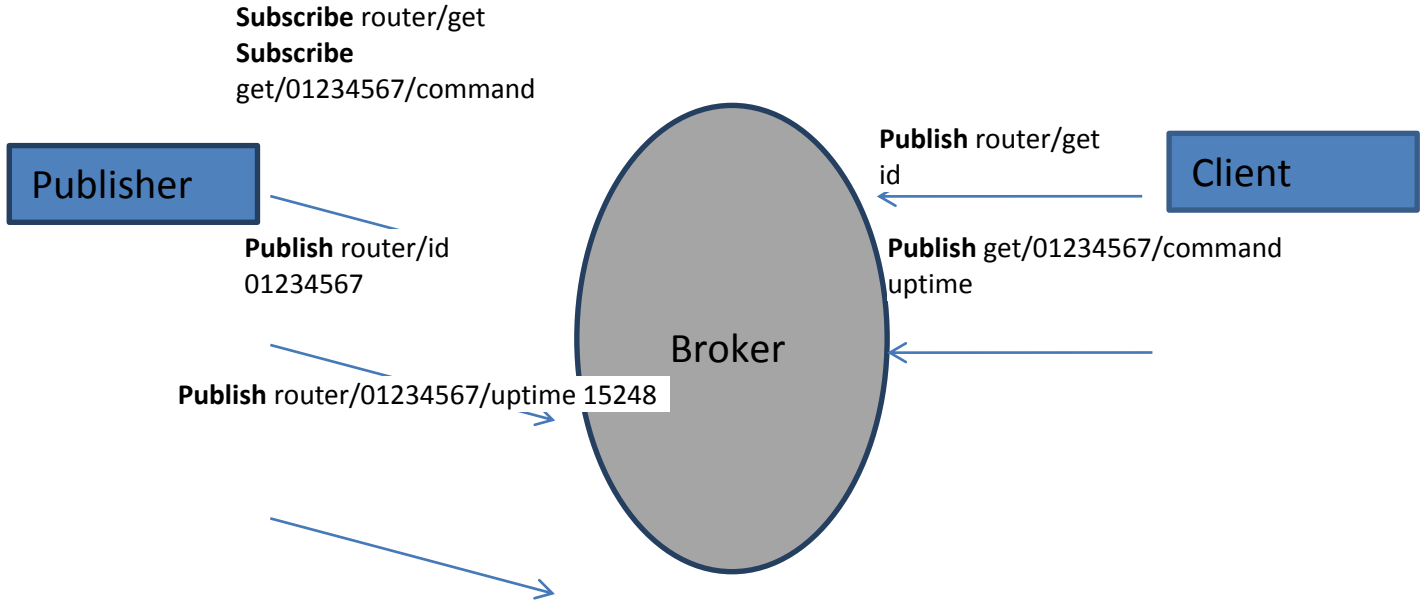 Subscribe router/get
Subscribe
get/01234567/command
Publisher
Publish router/id
01234567
Publish router/01234567/uptime 15248
Broker
Publish router/get
id
Client
Publish get/01234567/command
uptime